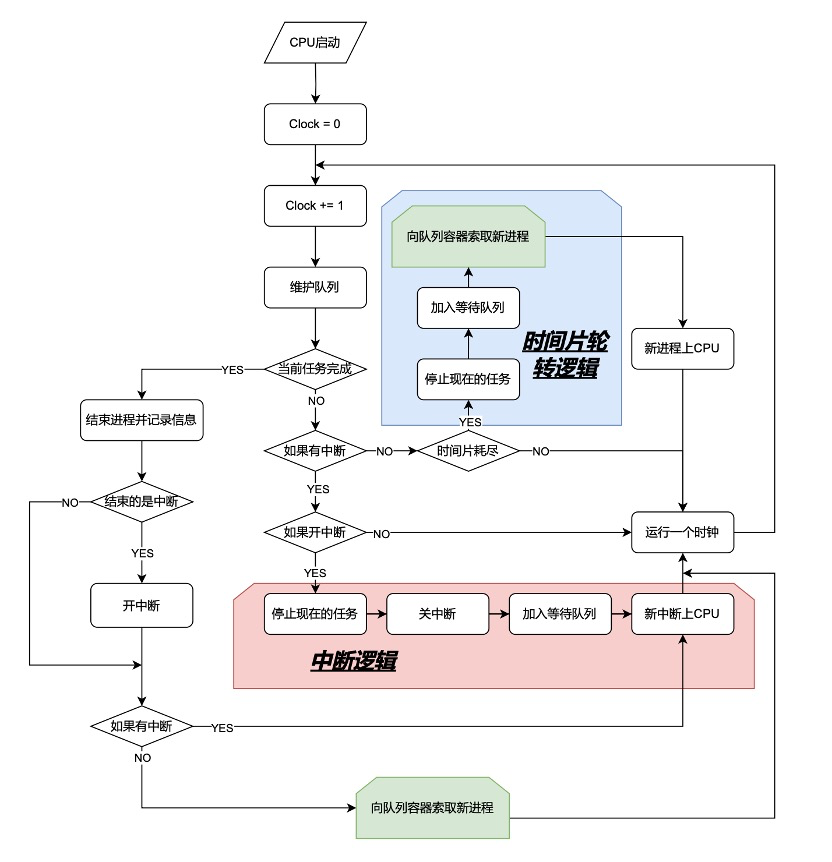 CPU启动
Clock = 0
Clock += 1
向队列容器索取新进程
维护队列
加入等待队列
时间片轮
转逻辑
新进程上CPU
当前任务完成
YES
停止现在的任务
NO
结束进程并记录信息
YES
如果有中断
NO
时间片耗尽
NO
YES
结束的是中断
NO
如果开中断
NO
运行一个时钟
YES
YES
开中断
停止现在的任务
关中断
加入等待队列
新中断上CPU
中断逻辑
如果有中断
YES
NO
向队列容器索取新进程